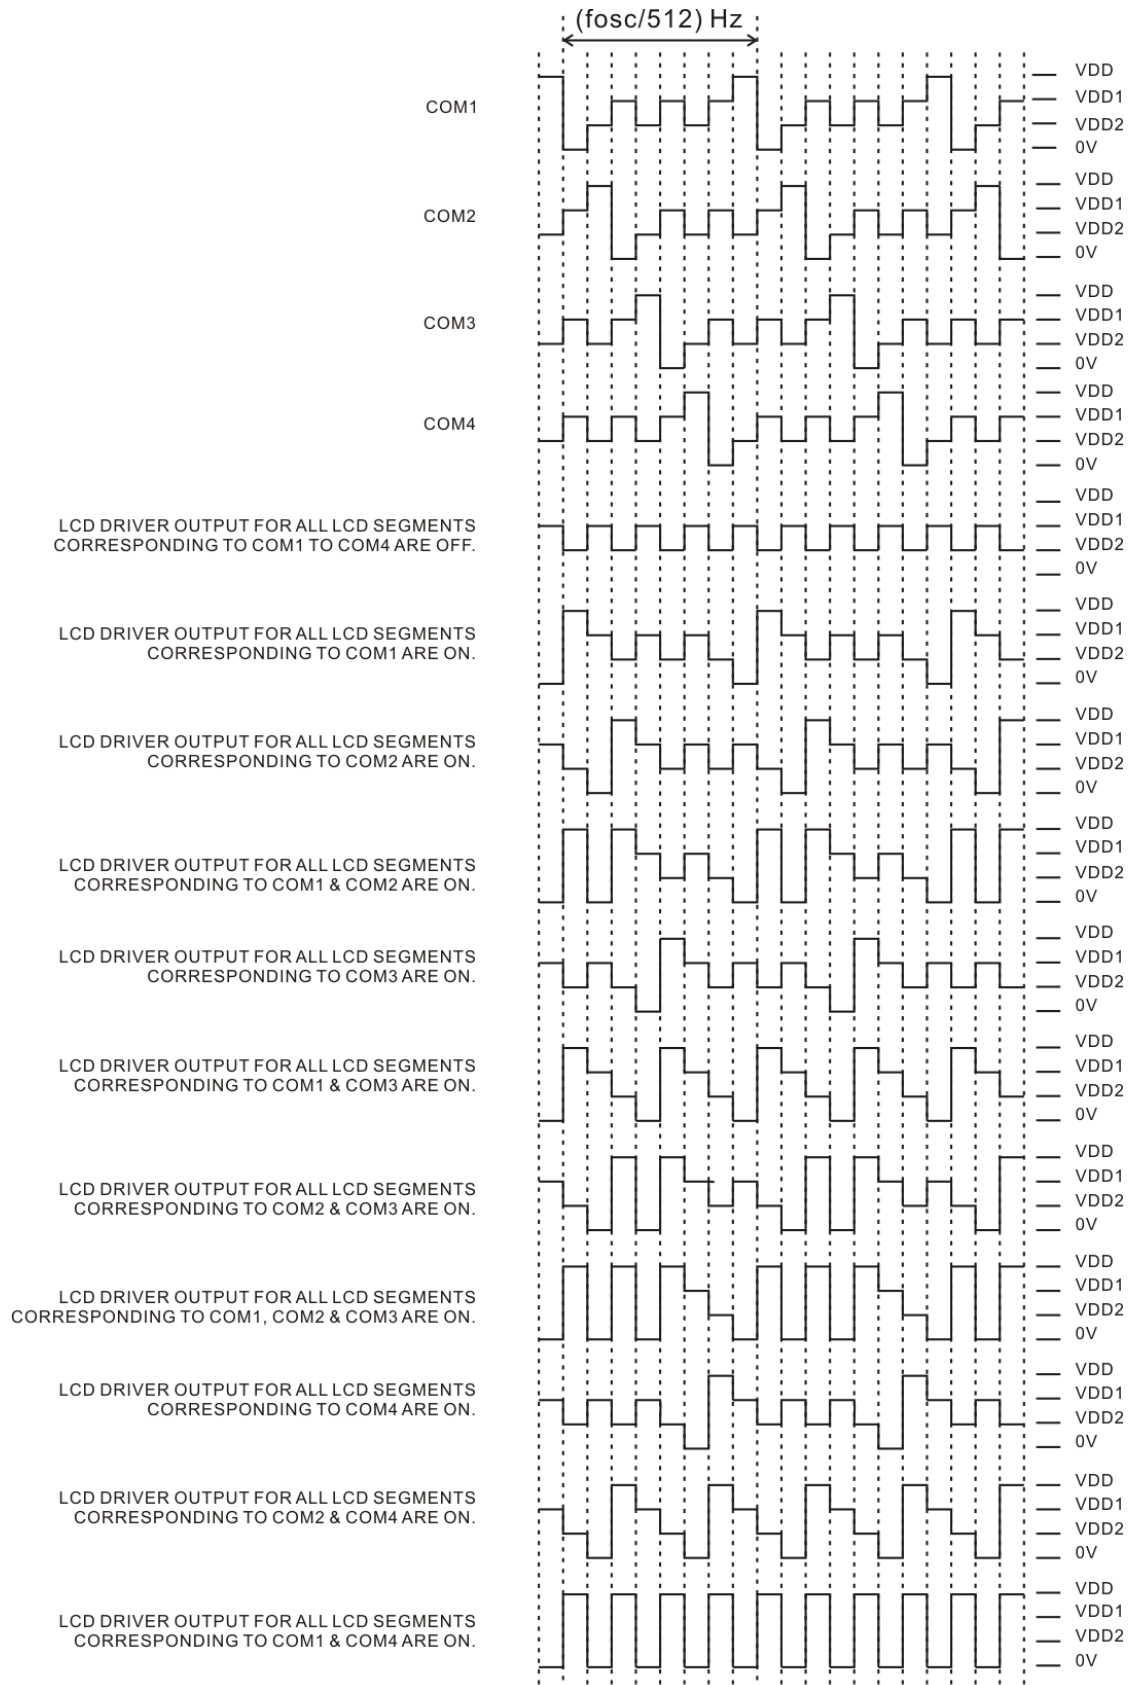 (fosc/512) Hz
COM1
VDD
VDD1
VDD2
0V
COM2
VDD
VDD1
VDD2
0V
COM3
VDD
VDD1
VDD2
0V
COM4
VDD
VDD1
VDD2
0V
LCD DRIVER OUTPUT FOR ALL LCD SEGMENTS
CORRESPONDING TO COM1 TO COM4 ARE OFF.
VDD
VDD1
VDD2
0V
LCD DRIVER OUTPUT FOR ALL LCD SEGMENTS
CORRESPONDING TO COM1 ARE ON.
VDD
VDD1
VDD2
0V
LCD DRIVER OUTPUT FOR ALL LCD SEGMENTS
CORRESPONDING TO COM2 ARE ON.
VDD
VDD1
VDD2
0V
LCD DRIVER OUTPUT FOR ALL LCD SEGMENTS
CORRESPONDING TO COM1 & COM2 ARE ON.
VDD
VDD1
VDD2
0V
LCD DRIVER OUTPUT FOR ALL LCD SEGMENTS
CORRESPONDING TO COM3 ARE ON.
VDD
VDD1
VDD2
0V
LCD DRIVER OUTPUT FOR ALL LCD SEGMENTS
CORRESPONDING TO COM1 & COM3 ARE ON.
VDD
VDD1
VDD2
0V
LCD DRIVER OUTPUT FOR ALL LCD SEGMENTS
CORRESPONDING TO COM2 & COM3 ARE ON.
VDD
VDD1
VDD2
0V
LCD DRIVER OUTPUT FOR ALL LCD SEGMENTS
CORRESPONDING TO COM1, COM2 & COM3 ARE ON.
VDD
VDD1
VDD2
0V
LCD DRIVER OUTPUT FOR ALL LCD SEGMENTS
CORRESPONDING TO COM4 ARE ON.
VDD
VDD1
VDD2
0V
LCD DRIVER OUTPUT FOR ALL LCD SEGMENTS
CORRESPONDING TO COM2 & COM4 ARE ON.
VDD
VDD1
VDD2
0V
LCD DRIVER OUTPUT FOR ALL LCD SEGMENTS
CORRESPONDING TO COM1 & COM4 ARE ON.
VDD
VDD1
VDD2
0V